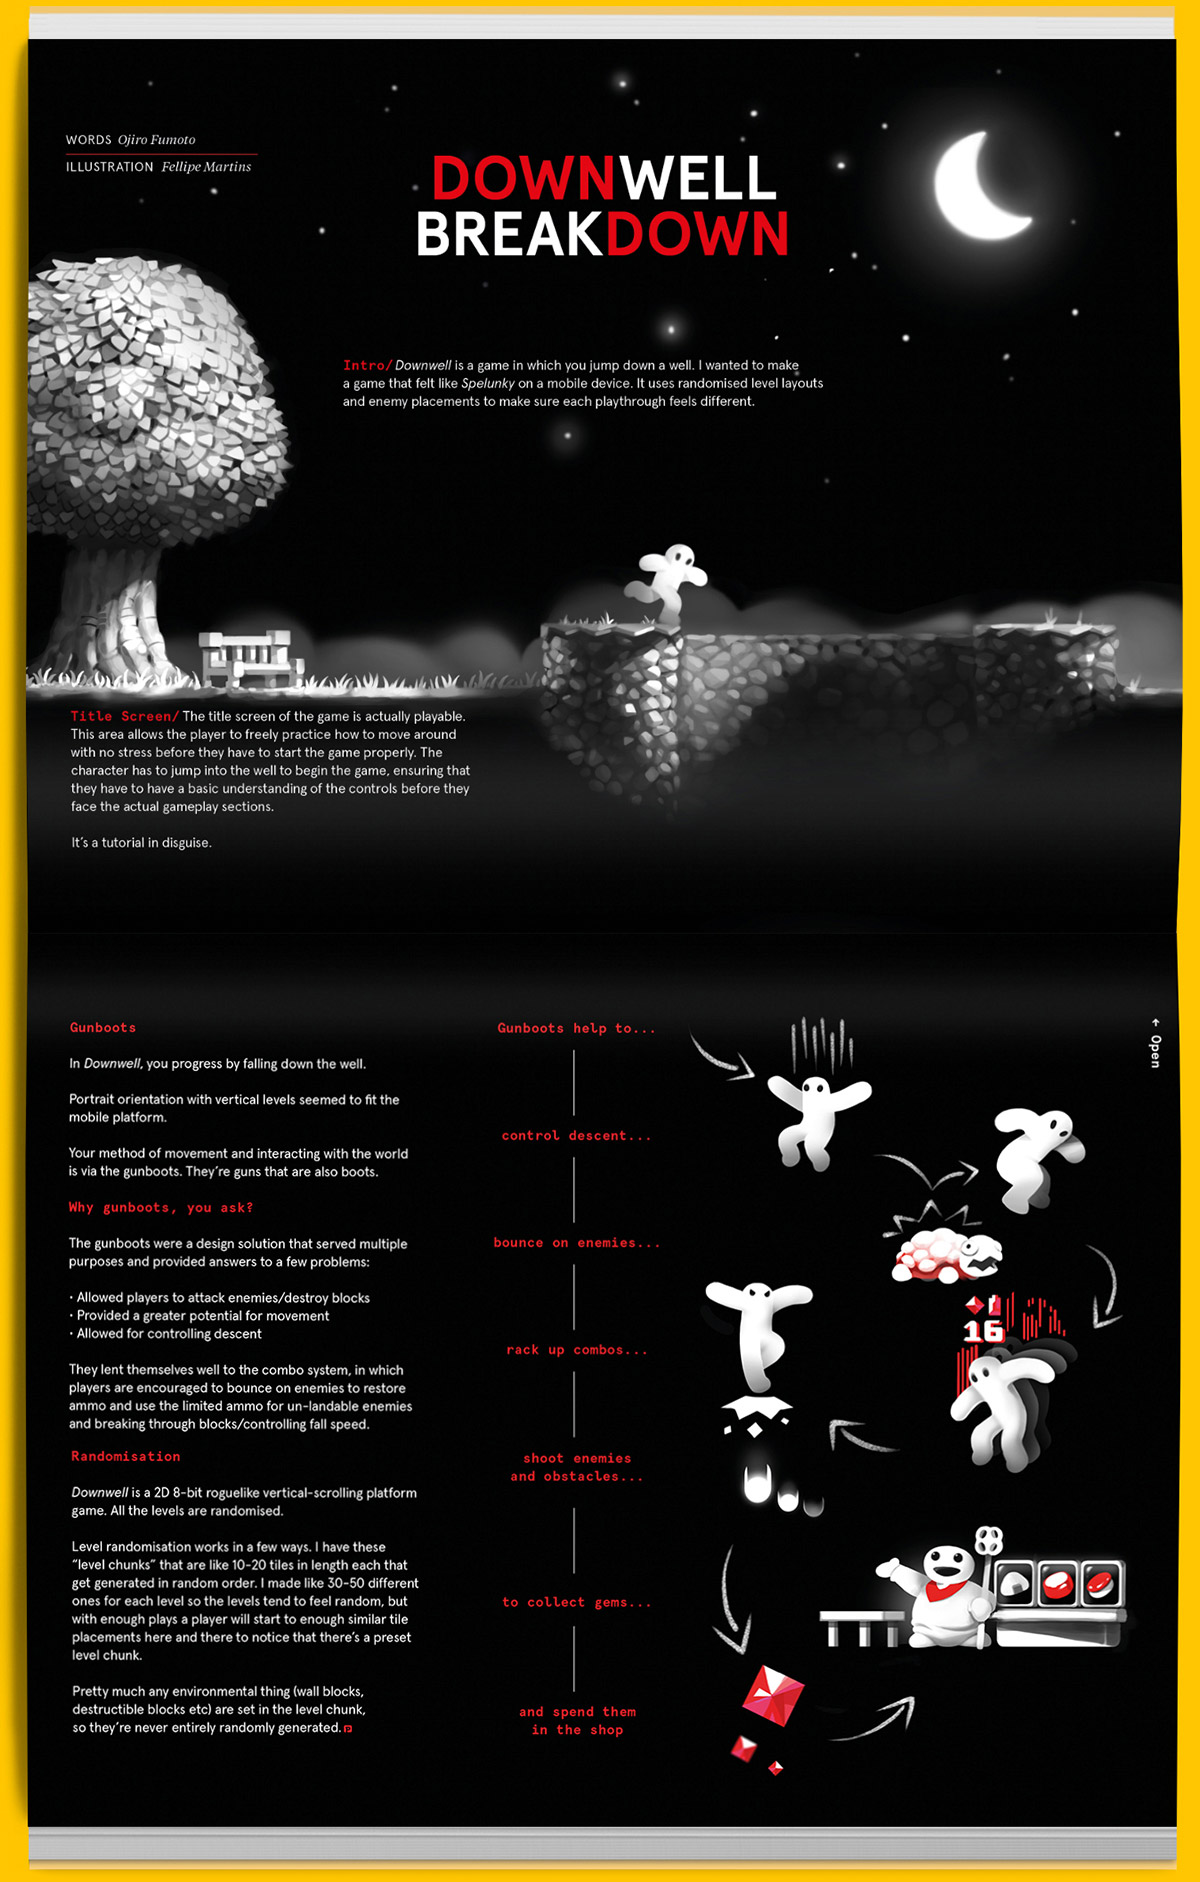 WORDS Ojiro Fumoto
ILLUSTRATION Fellipe Martins
DOWNWELL
BREAKDOWN
Intro/ Downwell is a game in which you jump down a well. I wanted to make
a game that felt like Spelunky on a mobile device. It uses randomised level layouts
and enemy placements to make sure each playthrough feels different.
Title Screen/ The title screen of the game is actually playable.
This area allows the player to freely practice how to move around
with no stress before they have to start the game properly. The
character has to jump into the well to begin the game, ensuring that
they have to have a basic understanding of the controls before they
face the actual gameplay sections.
It's a tutorial in disguise.
Gunboots
In Downwell, you progress by falling down the well.
Portrait orientation with vertical levels seemed to fit the
mobile platform.
Your method of movement and interacting with the world
is via the gunboots. They're guns that are also boots.
Why gunboots, you ask?
The gunboots were a design solution that served multiple
purposes and provided answers to a few problems:
• Allowed players to attack enemies/destroy blocks
• Provided a greater potential for movement
• Allowed for controlling descent
They lent themselves well to the combo system, in which
players are encouraged to bounce on enemies to restore
ammo and use the limited ammo for un-landable enemies
and breaking through blocks/controlling fall speed.
Randomisation
Downwell is a 2D 8-bit roguelike vertical-scrolling platform
game. All the levels are randomised.
Level randomisation works in a few ways. I have these
“level chunks” that are like 10-20 tiles in length each that
get generated in random order. I made like 30-50 different
ones for each level so the levels tend to feel random, but
with enough plays a player will start to enough similar tile
placements here and there to notice that there's a preset
level chunk.
Pretty much any environmental thing (wall blocks,
destructible blocks etc) are set in the level chunk,
so they're never entirely randomly generated.
Gunboots help to...
control descent...
bounce on enemies...
rack up combos...
shoot enemies
and obstacles...
to collect gems...
and spend them
in the shop
16
← Open